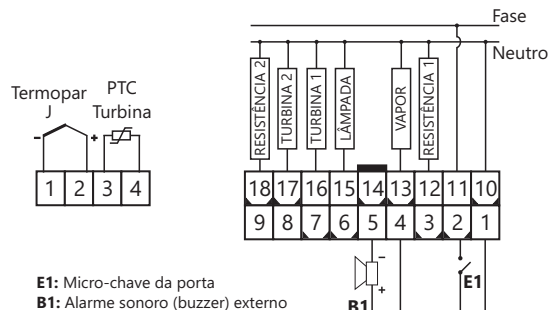 Fase
Neutro
RESISTÊNCIA 2
TURBINA 2
TURBINA 1
LÂMPADA
VAPOR
RESISTÊNCIA 1
Termopar
J
PTC
Turbina
- +
1 2 3 4
18 17 16 15 14 13 12 11 10
9 8 7 6 5 4 3 2 1
-
+
E1
B1
E1: Micro-chave da porta
B1: Alarme sonoro (buzzer) externo